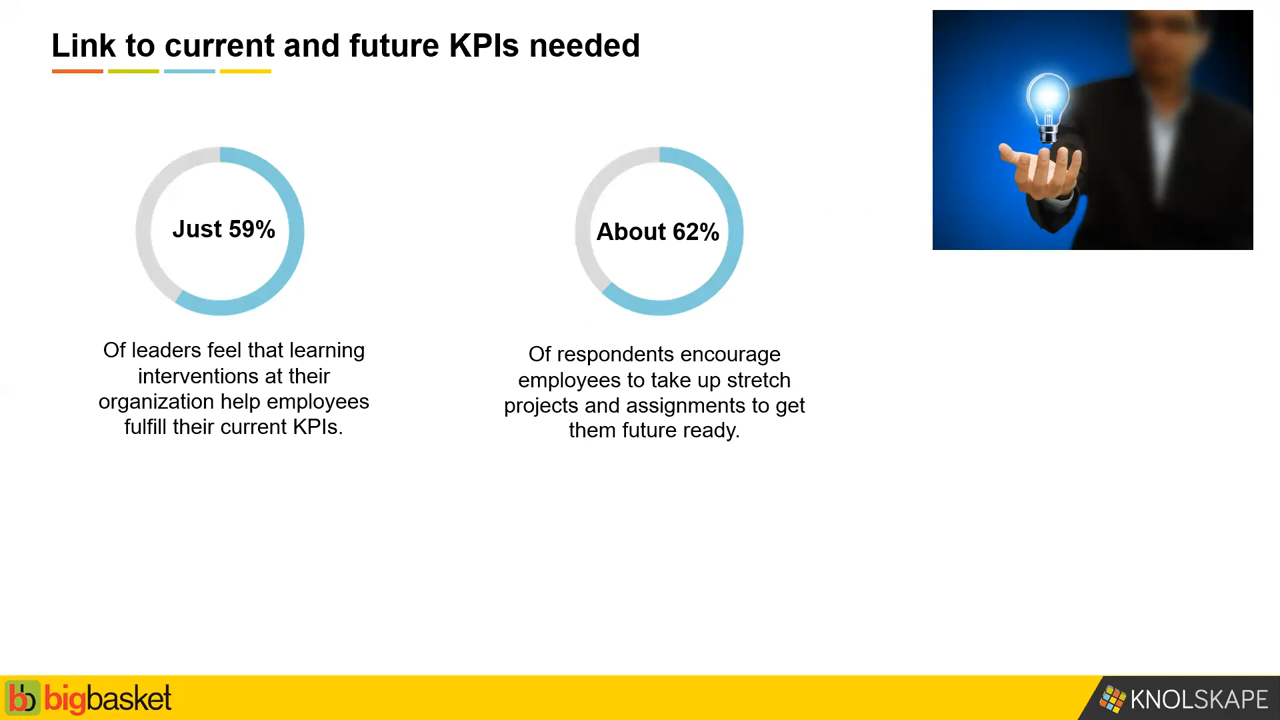 Link to current and future KPIs needed
Just 59%
Of leaders feel that learning
interventions at their
organization help employees
fulfill their current KPIs.
About 62%
Of respondents encourage
employees to take up stretch
projects and assignments to get
them future ready.
bb bigbasket
KNOLSKAPE